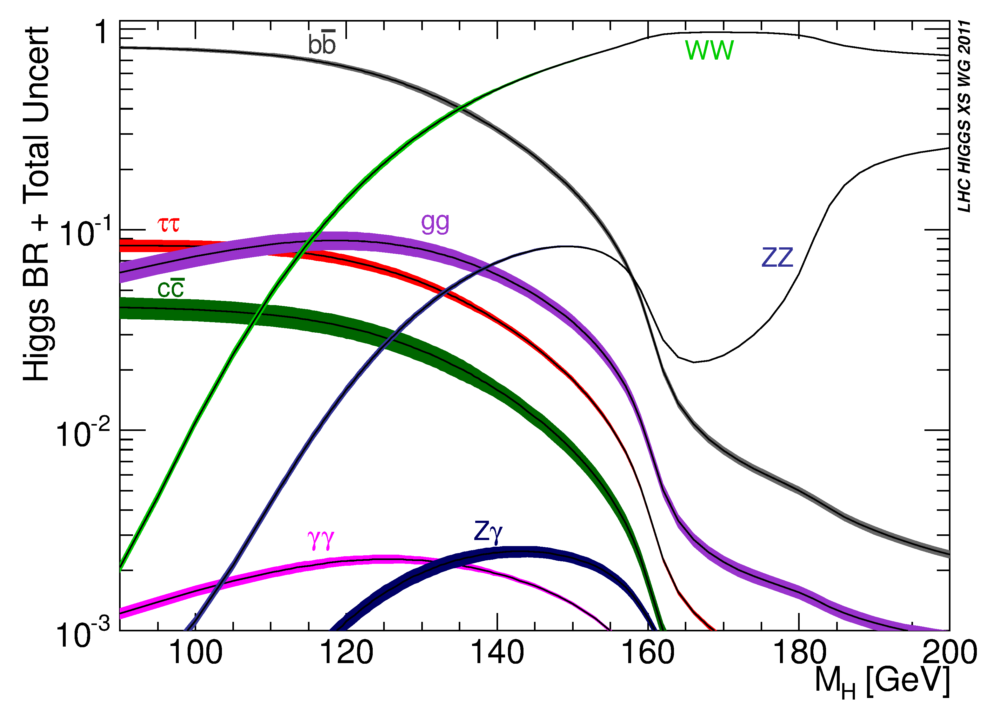 Higgs BR + Total Uncert
1
10⁻¹
10⁻²
10⁻³
bb̅
WW
ττ
gg
ZZ
cc̅
γγ
Zγ
100 120 140 160 180 200
M_H [GeV]
LHC HIGGS XS WG 2011